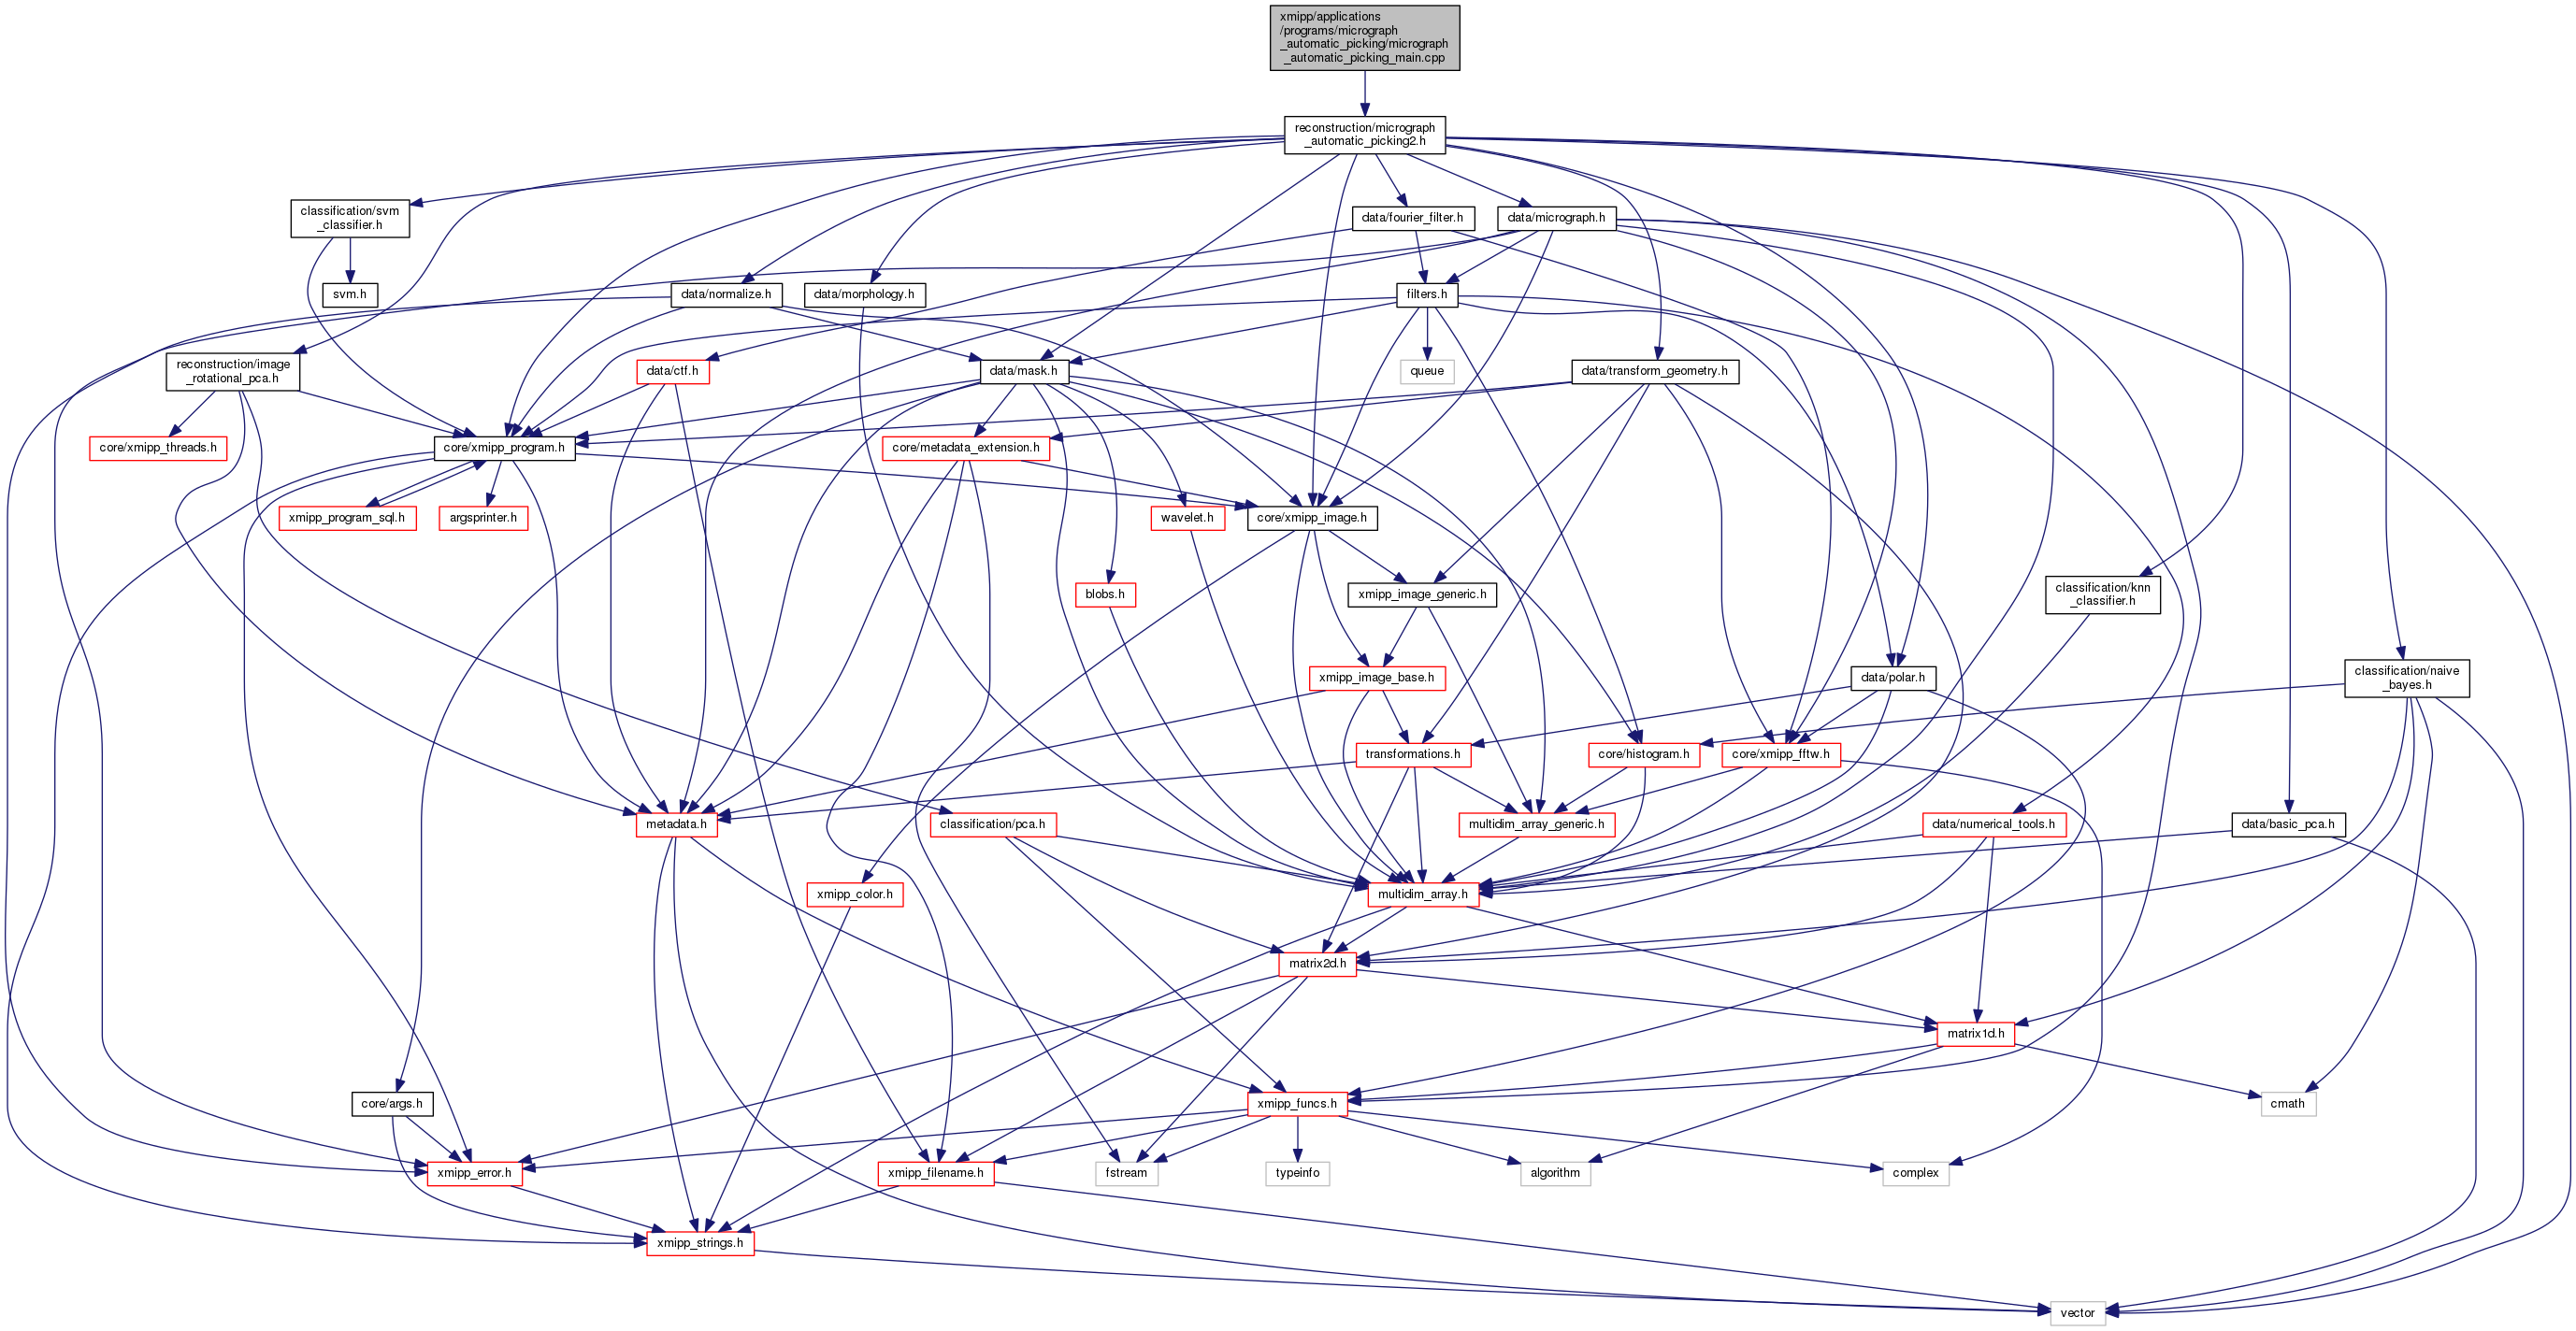 xmipp/applications
/programs/micrograph
_automatic_picking/micrograph
_automatic_picking_main.cpp
reconstruction/micrograph
_automatic_picking2.h
classification/svm
_classifier.h
data/fourier_filter.h
data/micrograph.h
svm.h
data/normalize.h
data/morphology.h
filters.h
reconstruction/image
_rotational_pca.h
data/ctf.h
data/mask.h
queue
data/transform_geometry.h
core/xmipp_threads.h
core/xmipp_program.h
core/metadata_extension.h
xmipp_program_sql.h
argsprinter.h
wavelet.h
core/xmipp_image.h
blobs.h
xmipp_image_generic.h
classification/knn
_classifier.h
xmipp_image_base.h
data/polar.h
classification/naive
_bayes.h
transformations.h
core/histogram.h
core/xmipp_fftw.h
metadata.h
classification/pca.h
multidim_array_generic.h
data/numerical_tools.h
data/basic_pca.h
xmipp_color.h
multidim_array.h
matrix2d.h
matrix1d.h
core/args.h
xmipp_funcs.h
cmath
xmipp_error.h
xmipp_filename.h
fstream
typeinfo
algorithm
complex
xmipp_strings.h
vector